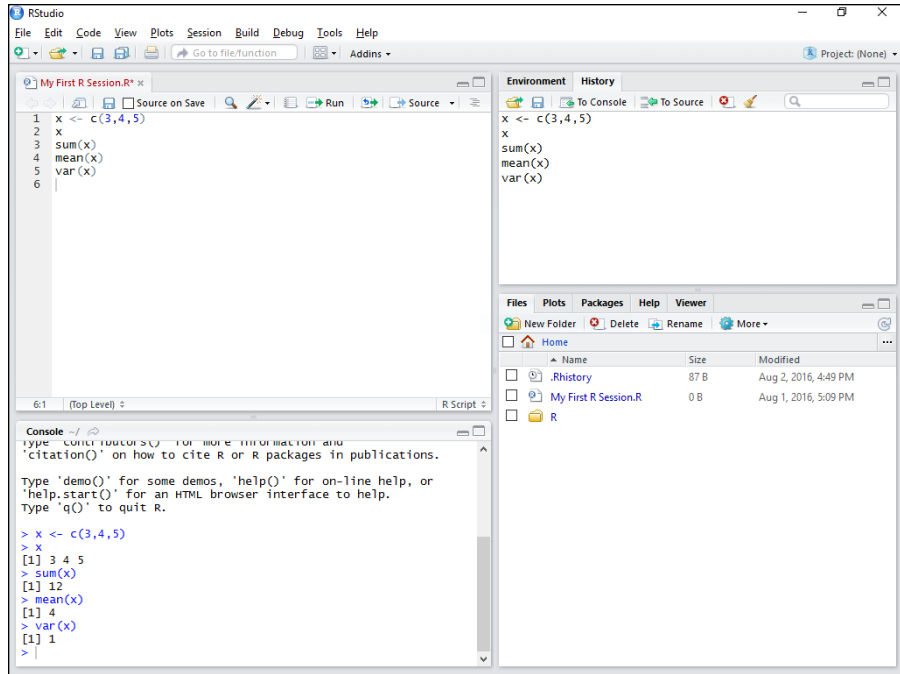 RStudio
File Edit Code View Plots Session Build Debug Tools Help
Go to file/function Addins Project: (None)
My First R Session.R*
Source on Save Run Source
1 x <- c(3,4,5)
2 x
3 sum(x)
4 mean(x)
5 var(x)
6
6:1 (Top Level) R Script
Console ~/
Type 'contributors()' for more information and
'citation()' on how to cite R or R packages in publications.
Type 'demo()' for some demos, 'help()' for on-line help, or
'help.start()' for an HTML browser interface to help.
Type 'q()' to quit R.
> x <- c(3,4,5)
> x
[1] 3 4 5
> sum(x)
[1] 12
> mean(x)
[1] 4
> var(x)
[1] 1
>
Environment History
To Console To Source
x <- c(3,4,5)
x
sum(x)
mean(x)
var(x)
Files Plots Packages Help Viewer
New Folder Delete Rename More
Home
Name Size Modified
.Rhistory 87 B Aug 2, 2016, 4:49 PM
My First R Session.R 0 B Aug 1, 2016, 5:09 PM
R